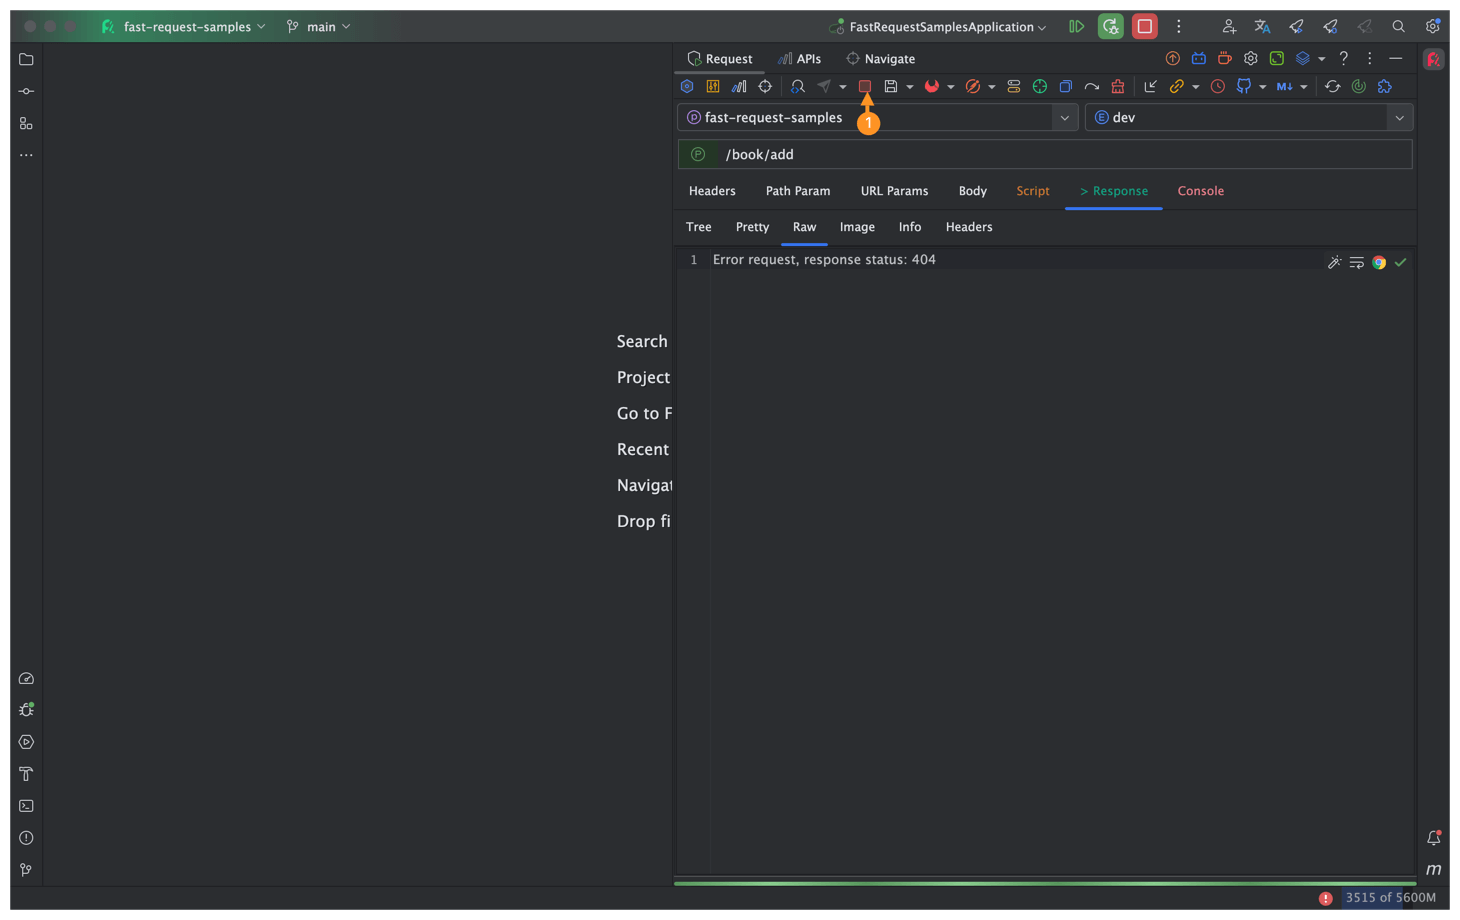 fast-request-samples main FastRequestSamplesApplication
Request APIs Navigate
M↓
P fast-request-samples E dev
1
P /book/add
Headers Path Param URL Params Body Script > Response Console
Tree Pretty Raw Image Info Headers
1 Error request, response status: 404
Search
Project
Go to F
Recent
Navigat
Drop fi
m
3515 of 5600M